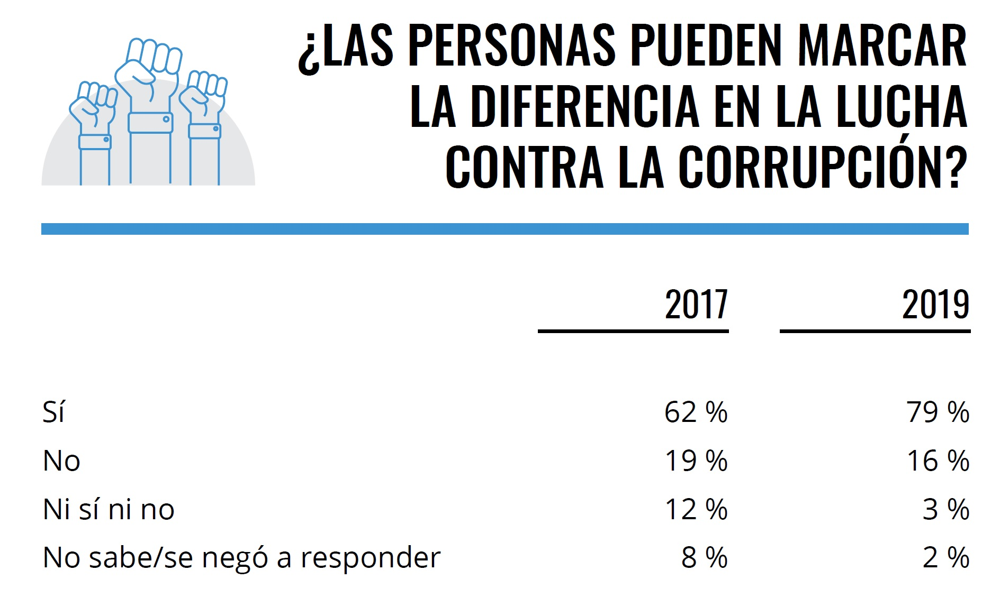 ¿LAS PERSONAS PUEDEN MARCAR
LA DIFERENCIA EN LA LUCHA
CONTRA LA CORRUPCIÓN?
2017 2019
Sí 62 % 79 %
No 19 % 16 %
Ni sí ni no 12 % 3 %
No sabe/se negó a responder 8 % 2 %